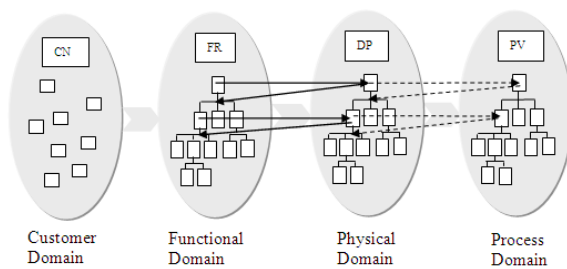 CN
FR
DP
PV
Customer
Domain
Functional
Domain
Physical
Domain
Process
Domain